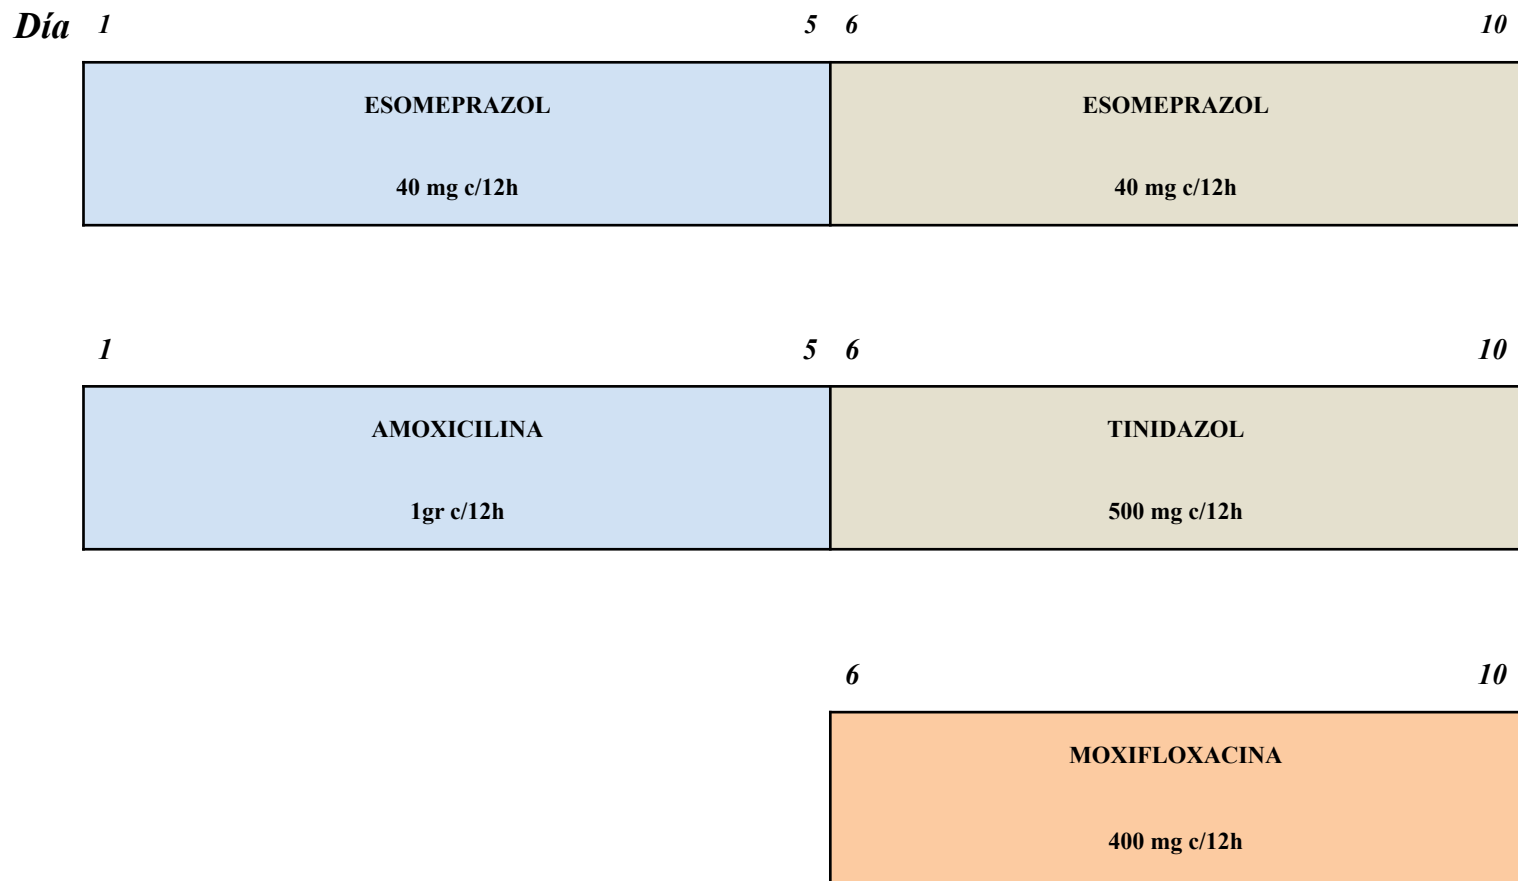 Día 1 5 6 10
ESOMEPRAZOL ESOMEPRAZOL
40 mg c/12h 40 mg c/12h
1 5 6 10
AMOXICILINA TINIDAZOL
1gr c/12h 500 mg c/12h
6 10
MOXIFLOXACINA
400 mg c/12h